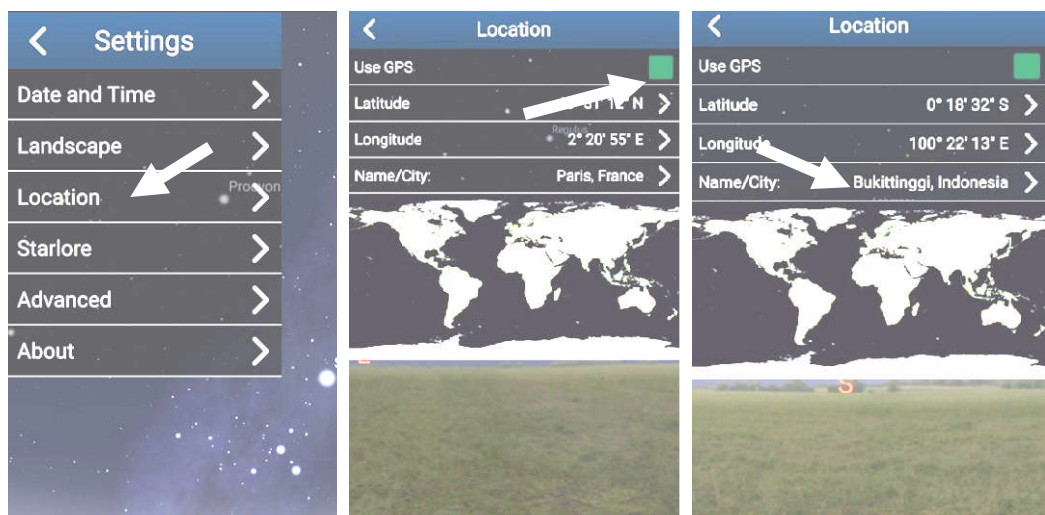 Settings
Date and Time
Landscape
Location
Procyon
Starlore
Advanced
About
Location
Use GPS
Latitude
N
Regulus
Longitude
2° 20' 55" E
Name/City:
Paris, France
Location
Use GPS
Latitude
0° 18' 32" S
Longitude
100° 22' 13" E
Name/City:
Bukittinggi, Indonesia
S